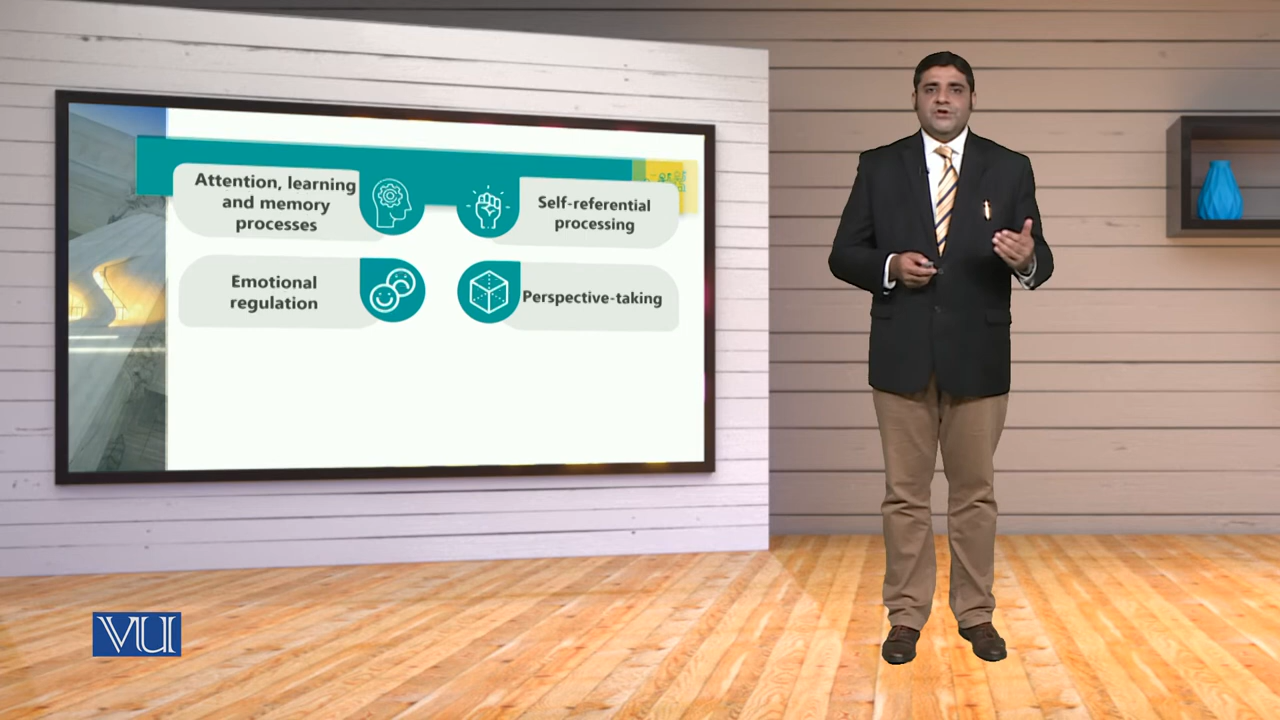 Attention, learning
and memory
processes
Self-referential
processing
Emotional
regulation
Perspective-taking
VU